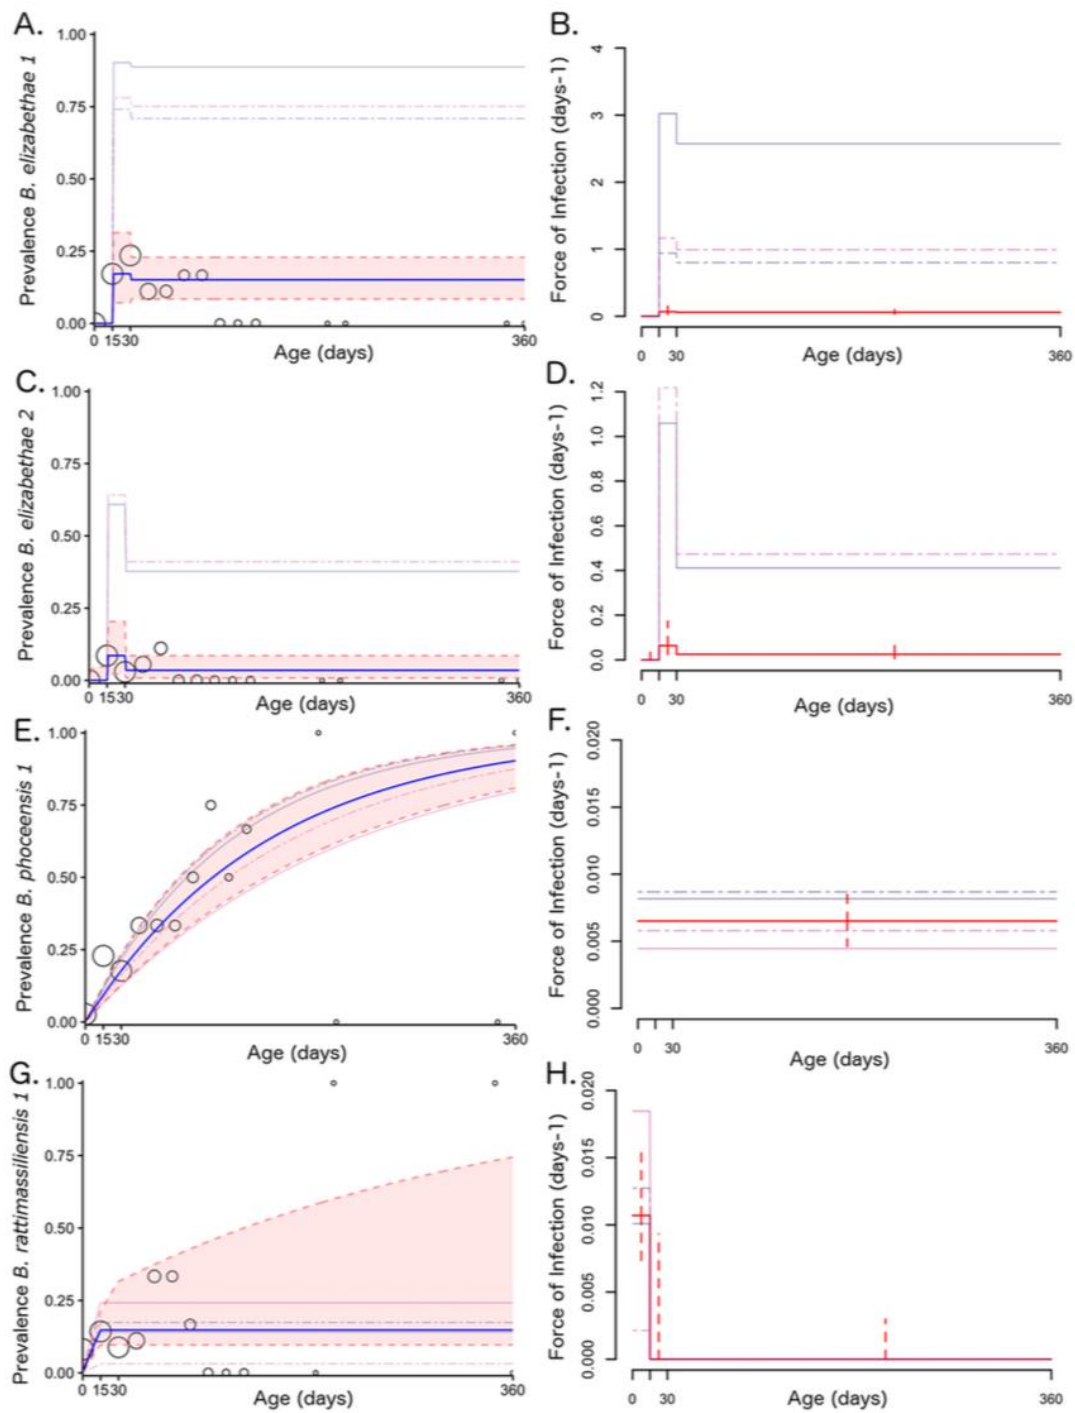 A.
Prevalence B. elizabethae 1
1.00
0.75
0.50
0.25
0.00
0 1530 360
Age (days)
B.
Force of Infection (days-1)
4
3
2
1
0
0 30 360
Age (days)
C.
Prevalence B. elizabethae 2
1.00
0.75
0.50
0.25
0.00
0 1530 360
Age (days)
D.
Force of Infection (days-1)
1.2
1.0
0.8
0.6
0.4
0.2
0.0
0 30 360
Age (days)
E.
Prevalence B. phoceensis 1
1.00
0.75
0.50
0.25
0.00
0 1530 360
Age (days)
F.
Force of Infection (days-1)
0.020
0.015
0.010
0.005
0.000
0 30 360
Age (days)
G.
Prevalence B. rattimassiliensis 1
1.00
0.75
0.50
0.25
0.00
0 1530 360
Age (days)
H.
Force of Infection (days-1)
0.020
0.015
0.010
0.005
0.000
0 30 360
Age (days)